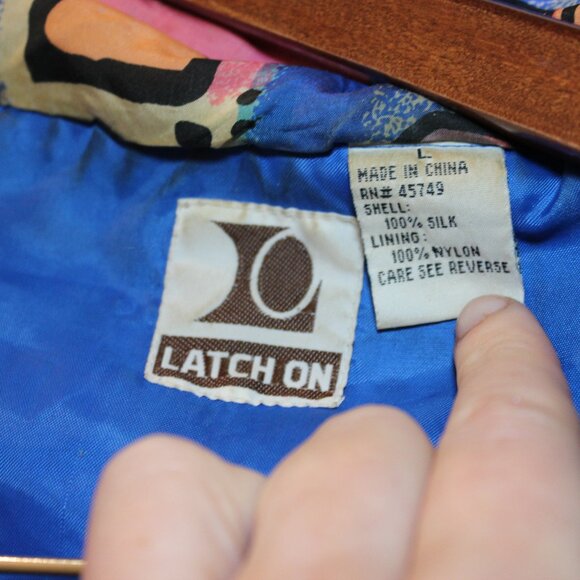 L
MADE IN CHINA
RN# 45749
SHELL:
100% SILK
LINING:
100% NYLON
CARE SEE REVERSE
LATCH ON